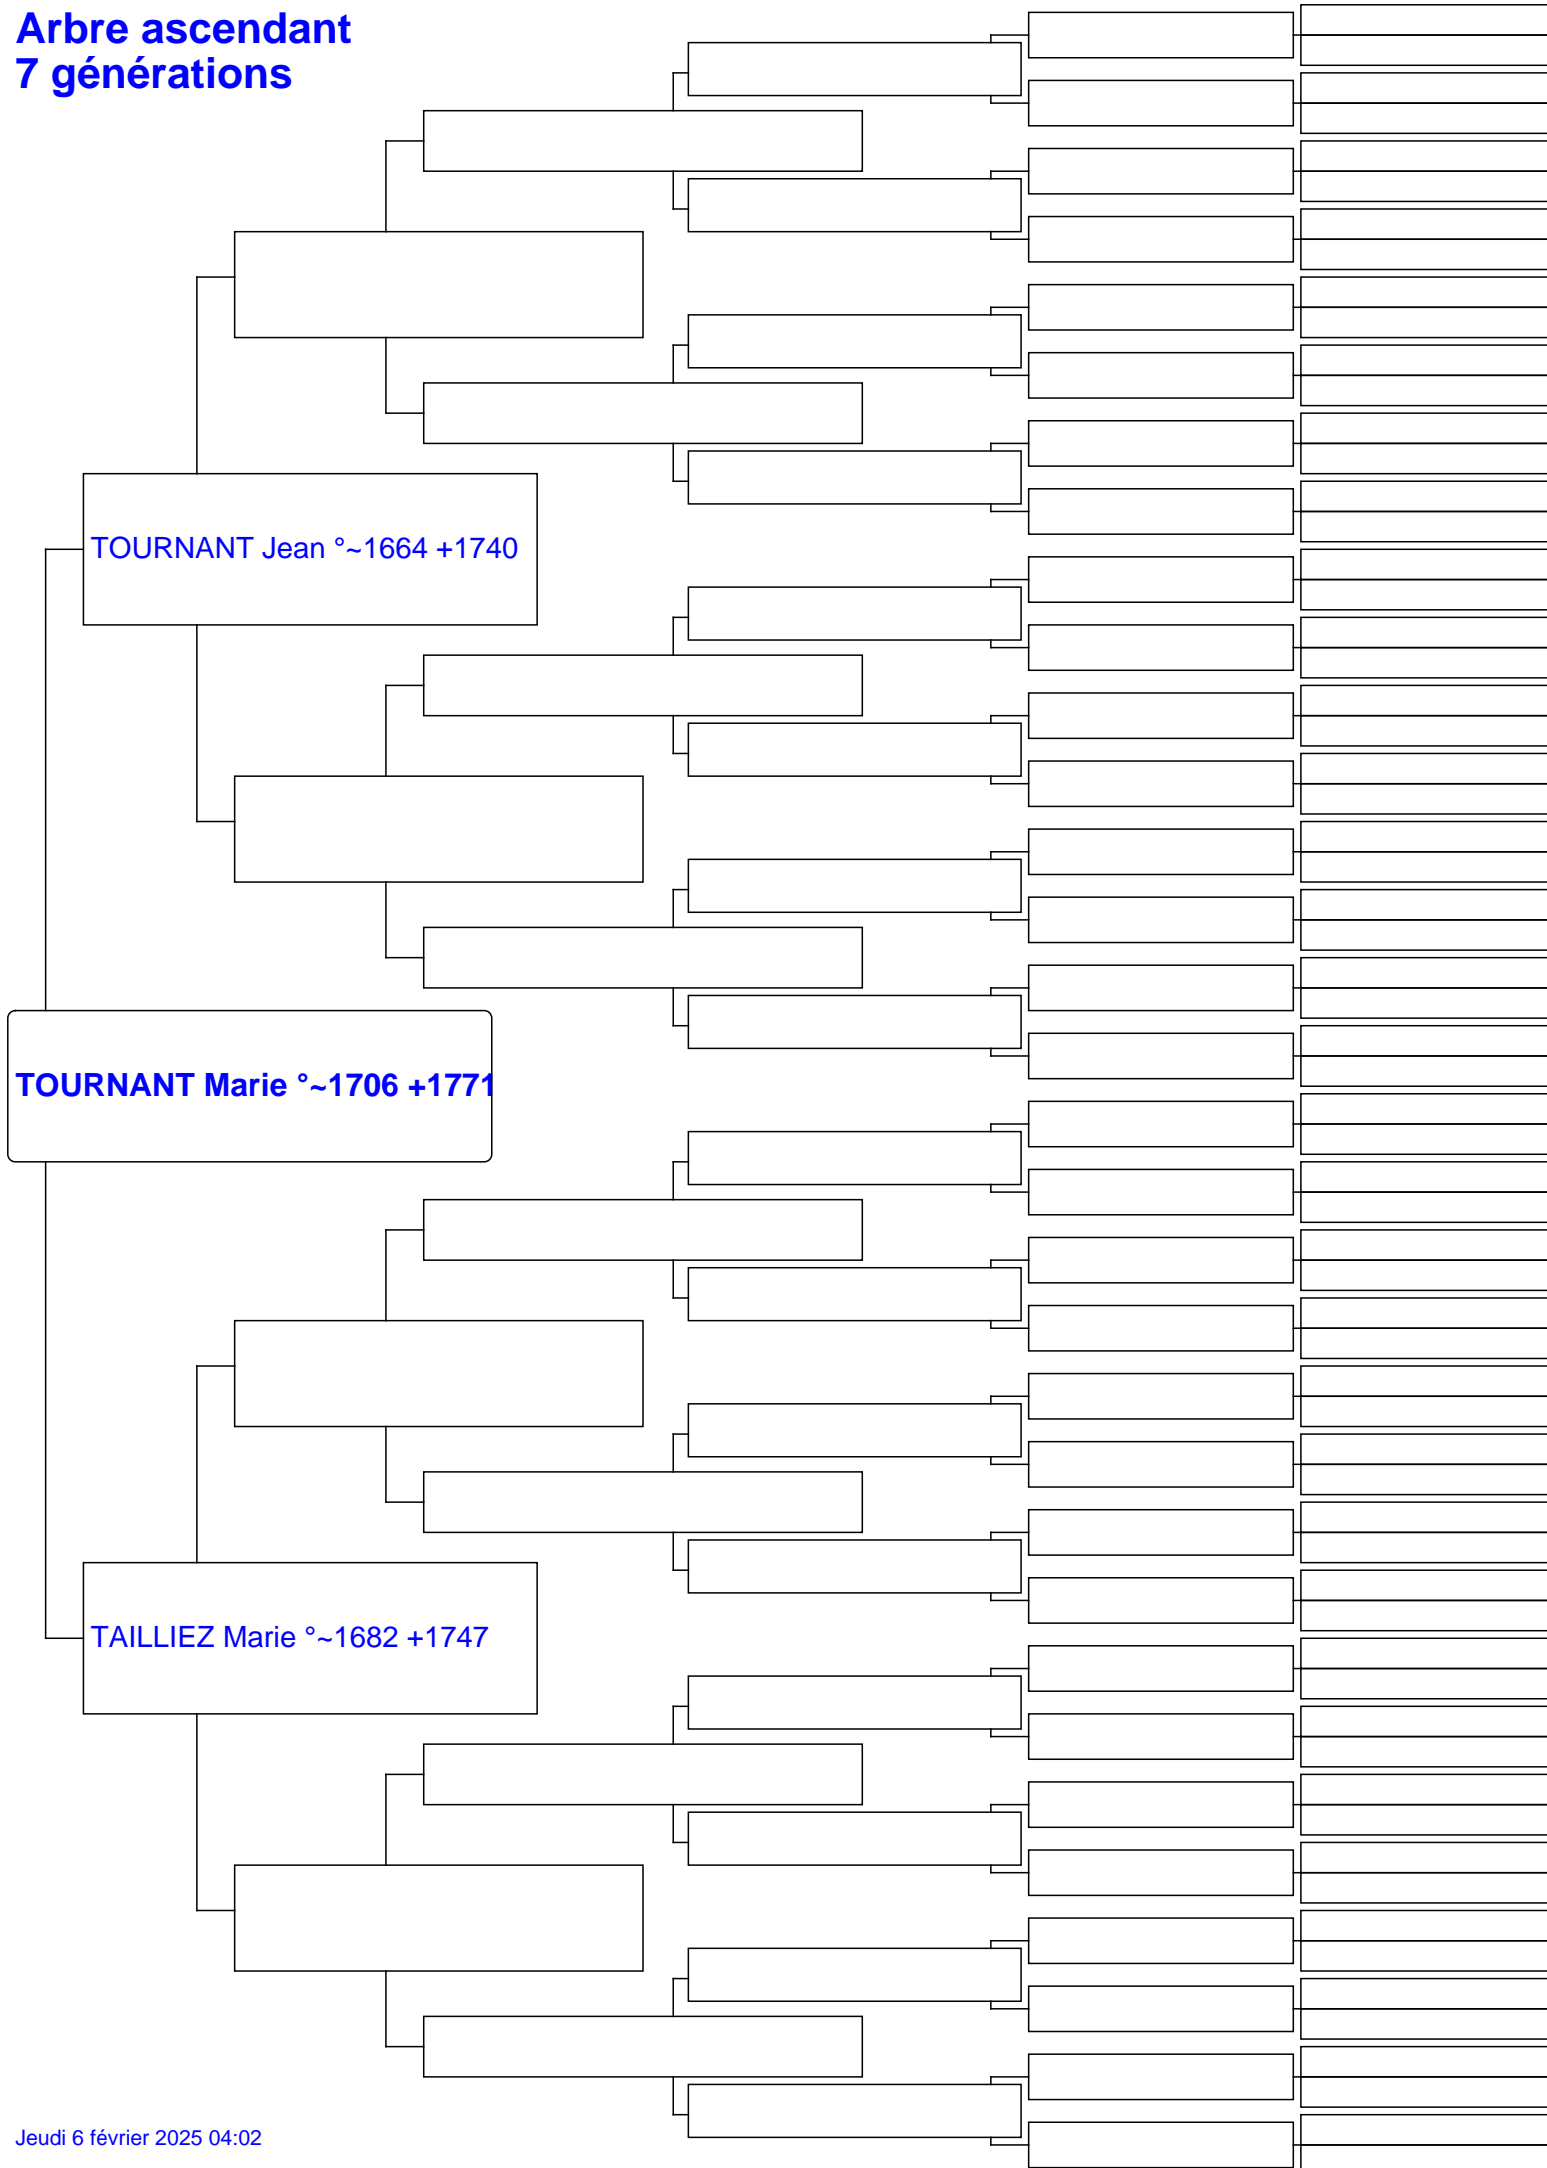 Arbre ascendant
7 générations
TOURNANT Jean °~1664 +1740
TOURNANT Marie °~1706 +1771
TAILLIEZ Marie °~1682 +1747
Jeudi 6 février 2025 04:02